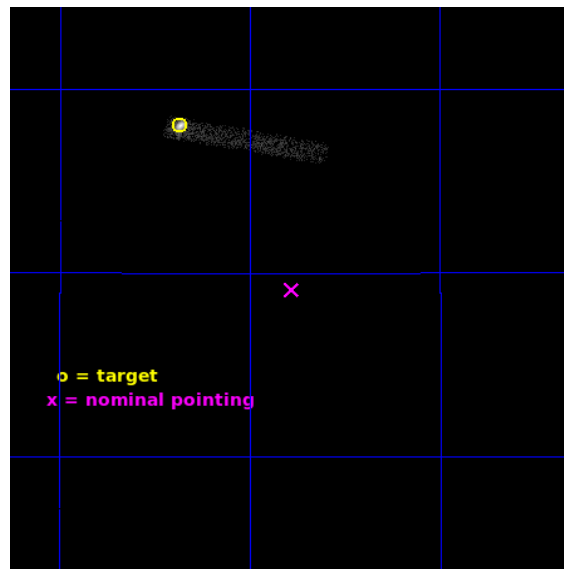 o = target
x = nominal pointing